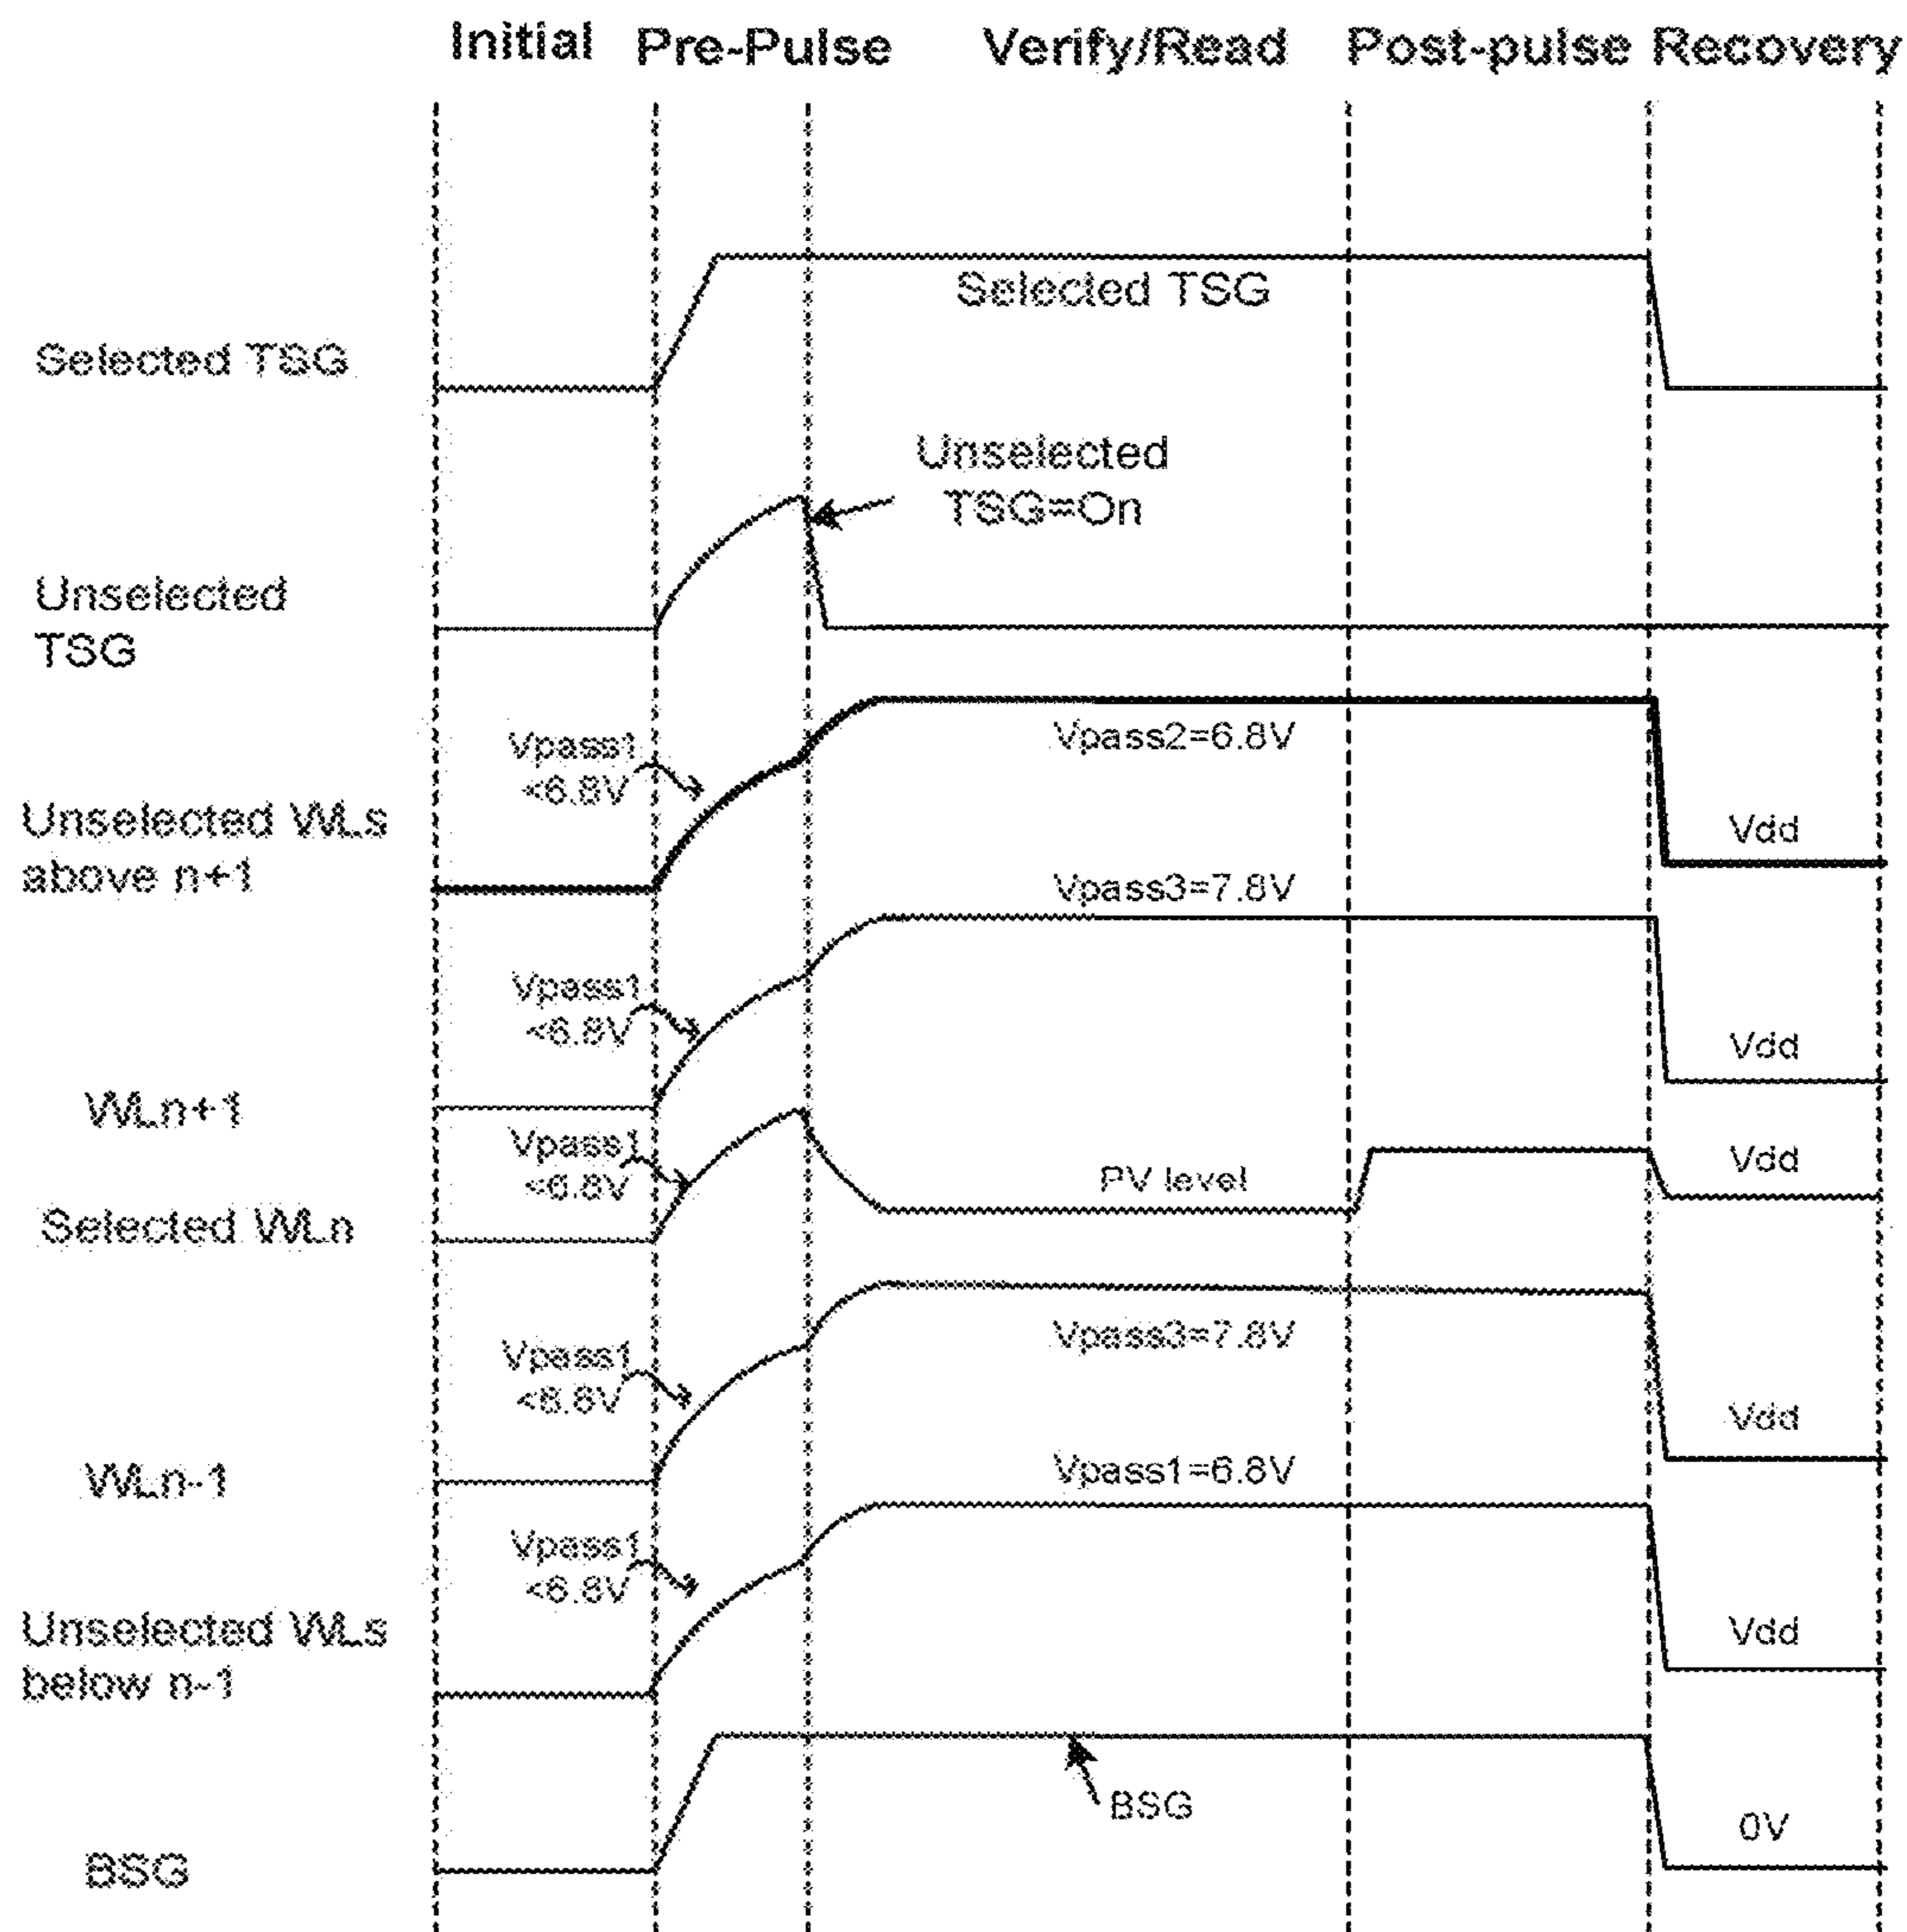 Initial Pre-Pulse Verify/Read Post-pulse Recovery
Selected TSG
Selected TSG
Unselected
TSG=On
Unselected
TSG
Vpass1
<6.8V
Vpass2=6.8V
Unselected WLs
above n+1
Vdd
Vpass3=7.8V
Vpass1
<6.8V
Vdd
WLn+1
Vpass1
<6.8V
PV level
Vdd
Selected WLn
Vpass3=7.8V
Vpass1
<6.8V
Vdd
WLn-1
Vpass1=6.8V
Vpass1
<6.8V
Unselected WLs
below n-1
Vdd
BSG
0V
BSG